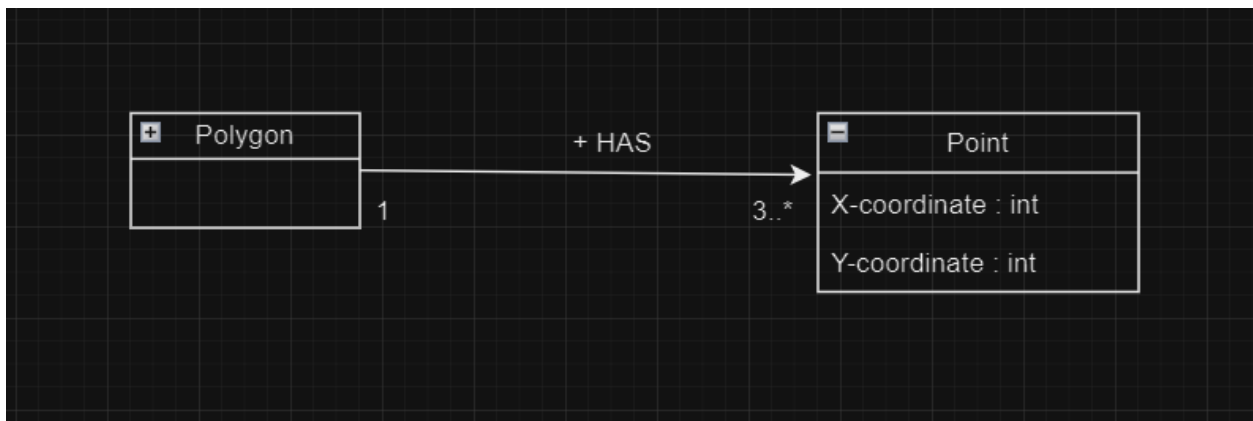 Polygon
+ HAS
Point
1
3..*
X-coordinate : int
Y-coordinate : int